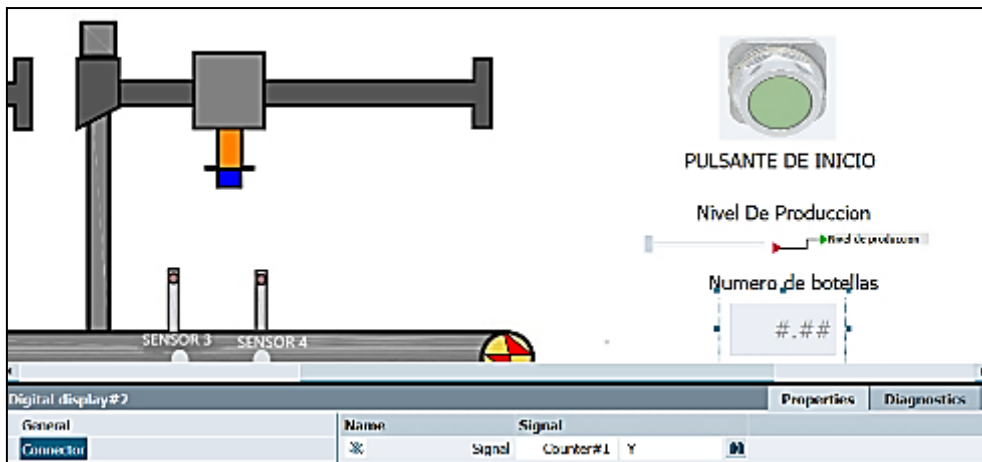 PULSANTE DE INICIO
Nivel De Produccion
Nivel de produccion
Numero de botellas
#.##
SENSOR 3 SENSOR 4
Digital display#2 Properties Diagnostics
General Name Signal
Connector Signal Counter#1 Y